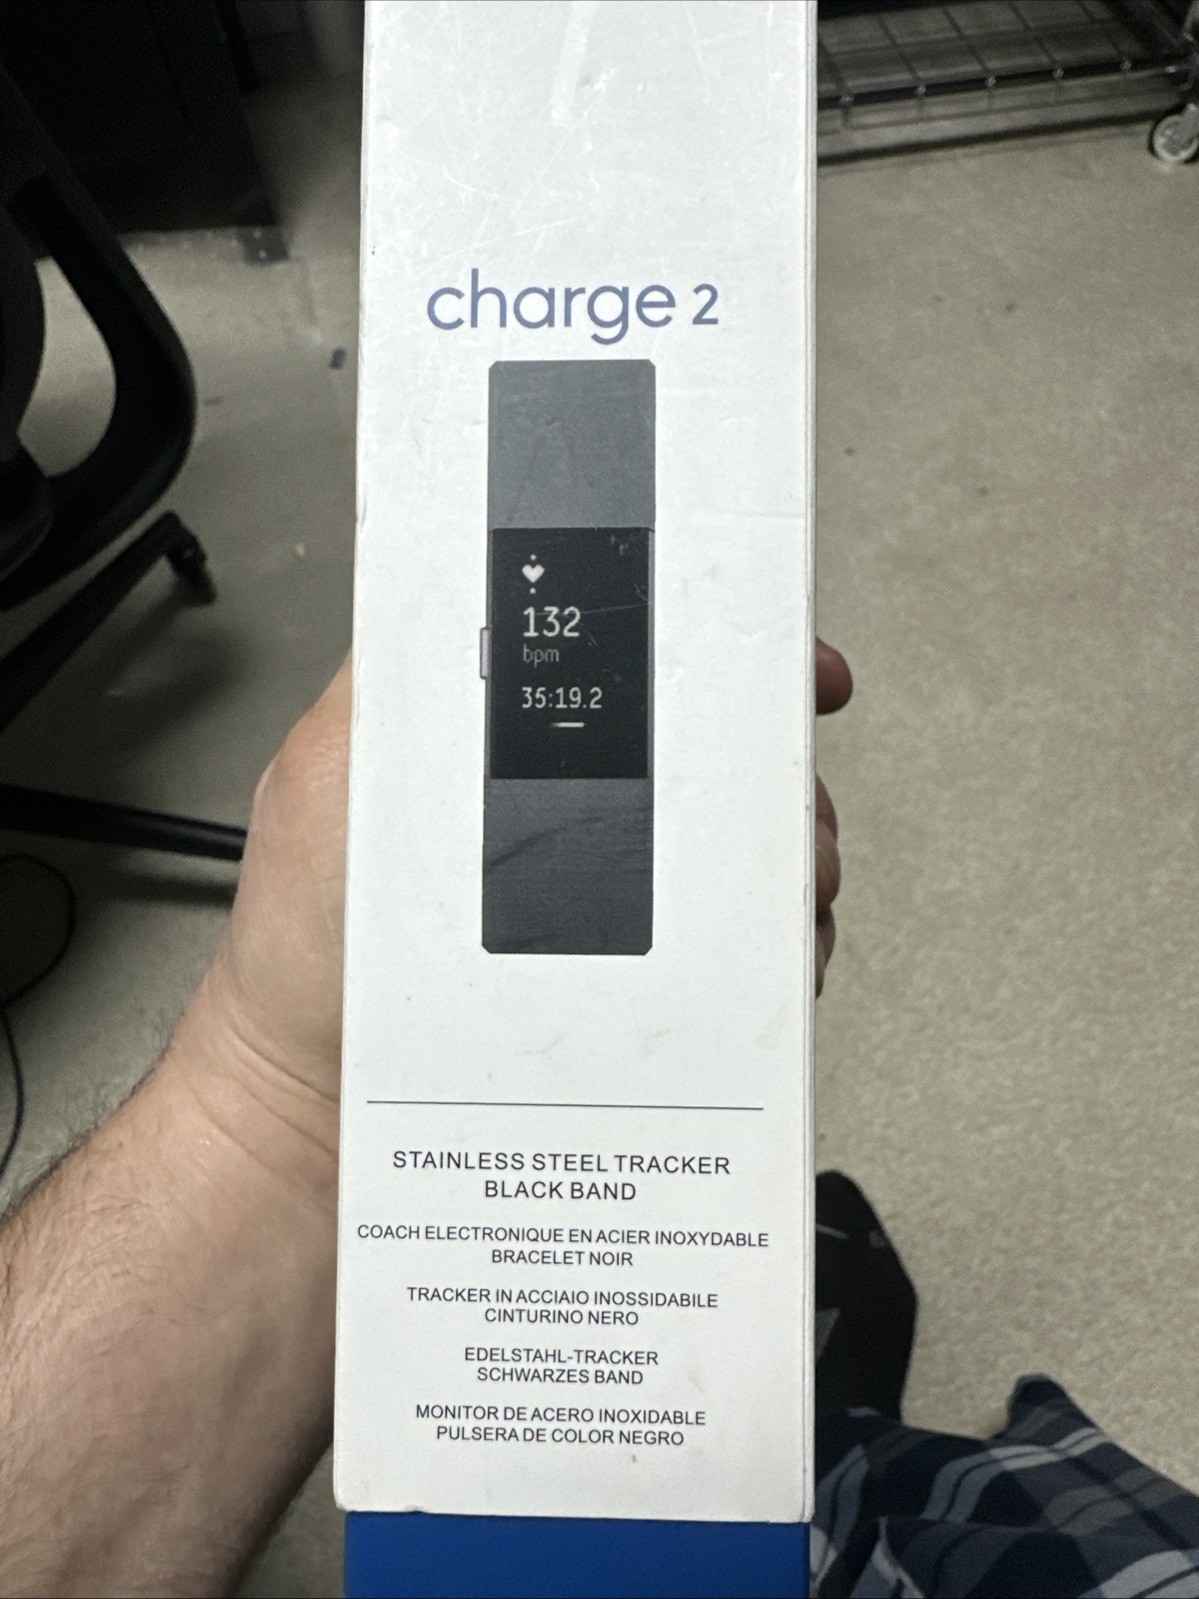 charge 2
132
bpm
35:19.2
STAINLESS STEEL TRACKER
BLACK BAND
COACH ELECTRONIQUE EN ACIER INOXYDABLE
BRACELET NOIR
TRACKER IN ACCIAIO INOSSIDABILE
CINTURINO NERO
EDELSTAHL-TRACKER
SCHWARZES BAND
MONITOR DE ACERO INOXIDABLE
PULSERA DE COLOR NEGRO